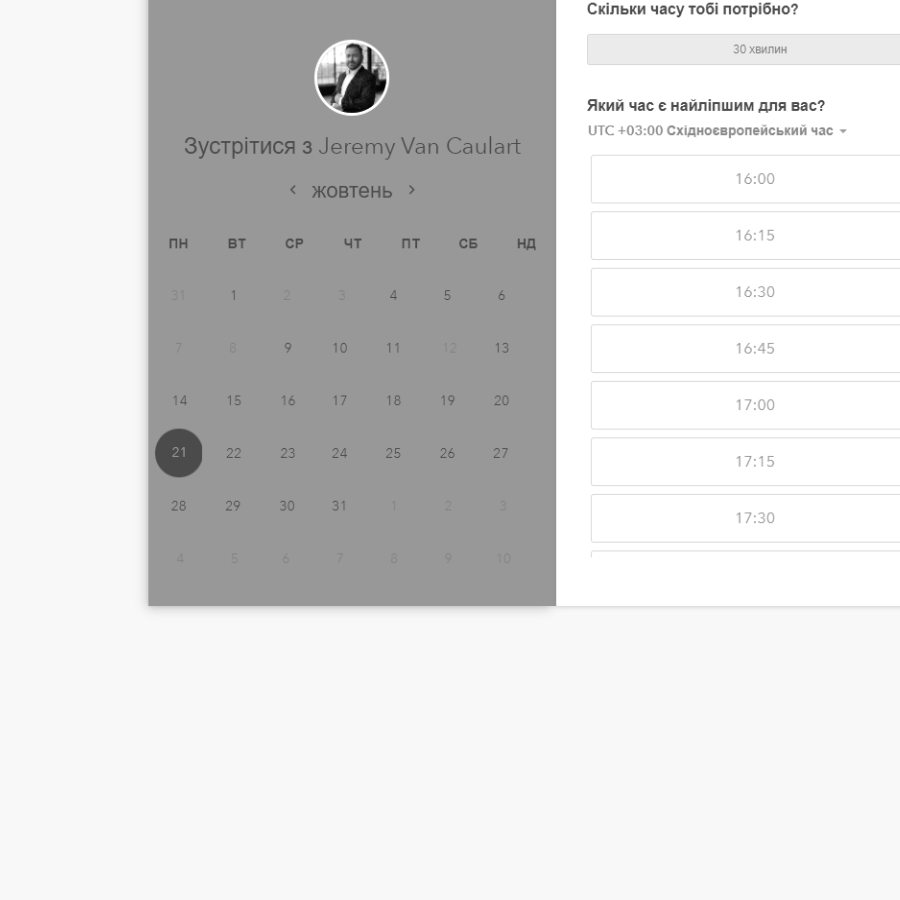 Зустрітися з Jeremy Van Caulart
жовтень
ПН ВТ СР ЧТ ПТ СБ НД
31 1 2 3 4 5 6
7 8 9 10 11 12 13
14 15 16 17 18 19 20
21 22 23 24 25 26 27
28 29 30 31 1 2 3
4 5 6 7 8 9 10
Скільки часу тобі потрібно?
30 хвилин
Який час є найліпшим для вас?
UTC +03:00 Східноєвропейський час
16:00
16:15
16:30
16:45
17:00
17:15
17:30